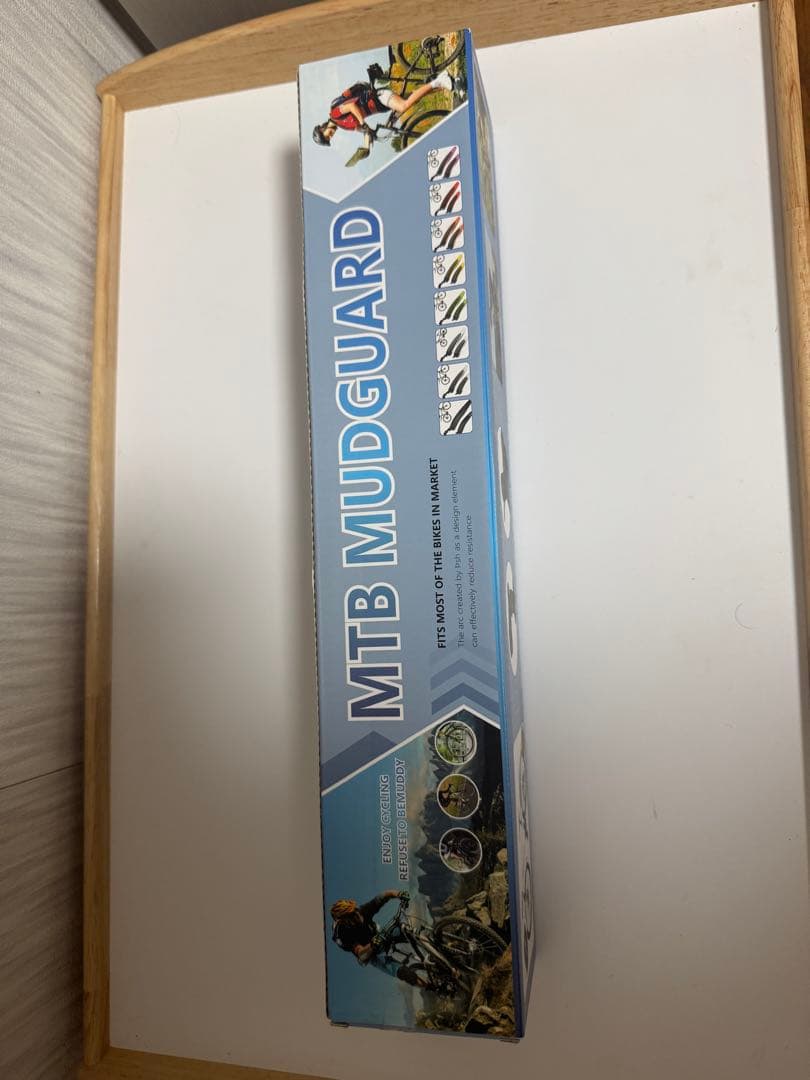 MTB MUDGUARD
ENJOY CYCLING
REFUSE TO BEMUDDY
FITS MOST OF THE BIKES IN MARKET
The arc created by fish as a design element
can effectively reduce resistance